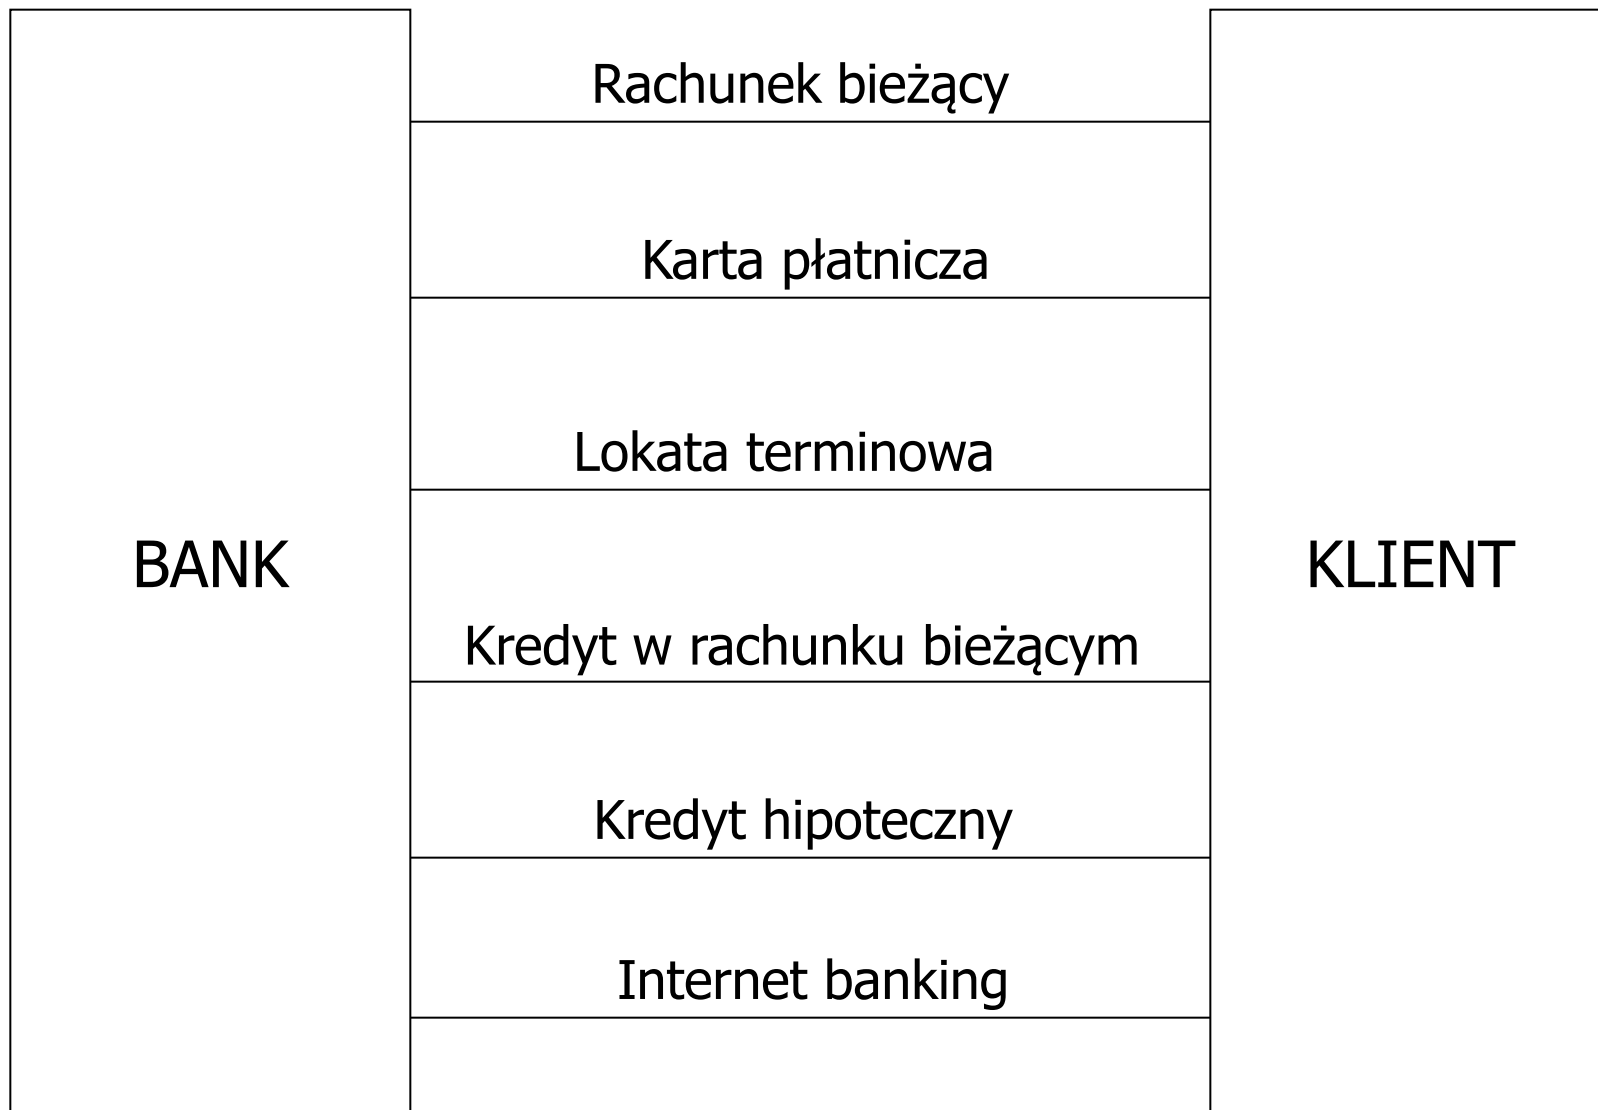 Rachunek bieżący
Karta płatnicza
Lokata terminowa
BANK
KLIENT
Kredyt w rachunku bieżącym
Kredyt hipoteczny
Internet banking